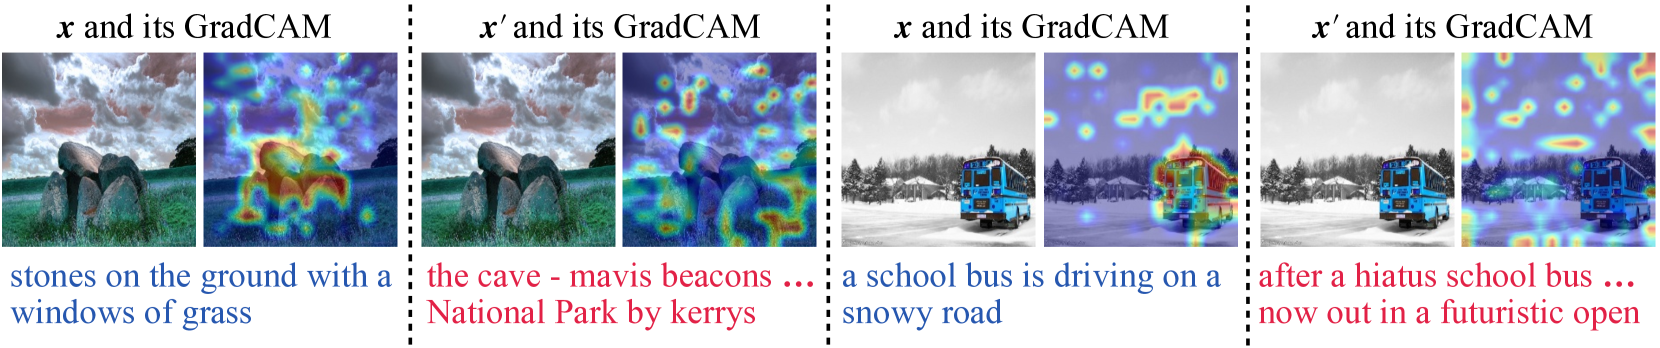 x and its GradCAM
stones on the ground with a
windows of grass
x′ and its GradCAM
the cave - mavis beacons ...
National Park by kerrys
x and its GradCAM
a school bus is driving on a
snowy road
x′ and its GradCAM
after a hiatus school bus ...
now out in a futuristic open